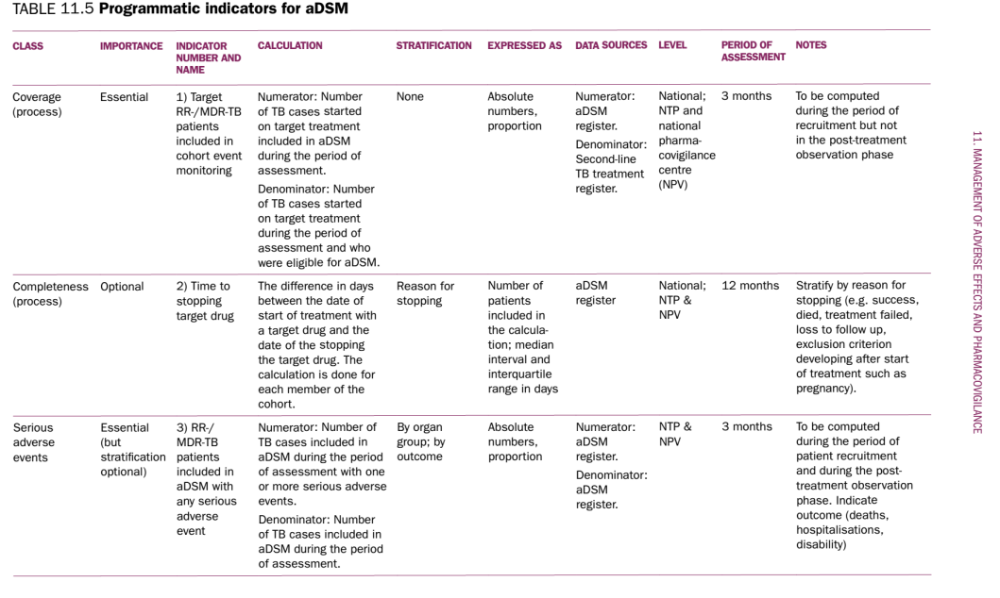 TABLE 11.5 Programmatic indicators for aDSM
CLASS
IMPORTANCE
INDICATOR
NUMBER AND
NAME
CALCULATION
STRATIFICATION
EXPRESSED AS
DATA SOURCES
LEVEL
PERIOD OF
ASSESSMENT
NOTES
Coverage
(process)
Essential
1) Target
RR-/MDR-TB
patients
included in
cohort event
monitoring
Numerator: Number
of TB cases started
on target treatment
included in aDSM
during the period of
assessment.
Denominator: Number
of TB cases started
on target treatment
during the period of
assessment and who
were eligible for aDSM.
None
Absolute
numbers,
proportion
Numerator:
aDSM
register.
Denominator:
Second-line
TB treatment
register.
National;
NTP and
national
pharma-
covigilance
centre
(NPV)
3 months
To be computed
during the period of
recruitment but not
in the post-treatment
observation phase
Completeness
(process)
Optional
2) Time to
stopping
target drug
The difference in days
between the date of
start of treatment with
a target drug and the
date of the stopping
the target drug. The
calculation is done for
each member of the
cohort.
Reason for
stopping
Number of
patients
included in
the calcula-
tion; median
interval and
interquartile
range in days
aDSM
register
National;
NTP &
NPV
12 months
Stratify by reason for
stopping (e.g. success,
died, treatment failed,
loss to follow up,
exclusion criterion
developing after start
of treatment such as
pregnancy).
Serious
adverse
events
Essential
(but
stratification
optional)
3) RR-/
MDR-TB
patients
included in
aDSM with
any serious
adverse
event
Numerator: Number of
TB cases included in
aDSM during the period
of assessment with one
or more serious adverse
events.
Denominator: Number
of TB cases included in
aDSM during the period
of assessment.
By organ
group; by
outcome
Absolute
numbers,
proportion
Numerator:
aDSM
register.
Denominator:
aDSM
register.
NTP &
NPV
3 months
To be computed
during the period of
patient recruitment
and during the post-
treatment observation
phase. Indicate
outcome (deaths,
hospitalisations,
disability)
11. MANAGEMENT OF ADVERSE EFFECTS AND PHARMACOVIGILANCE